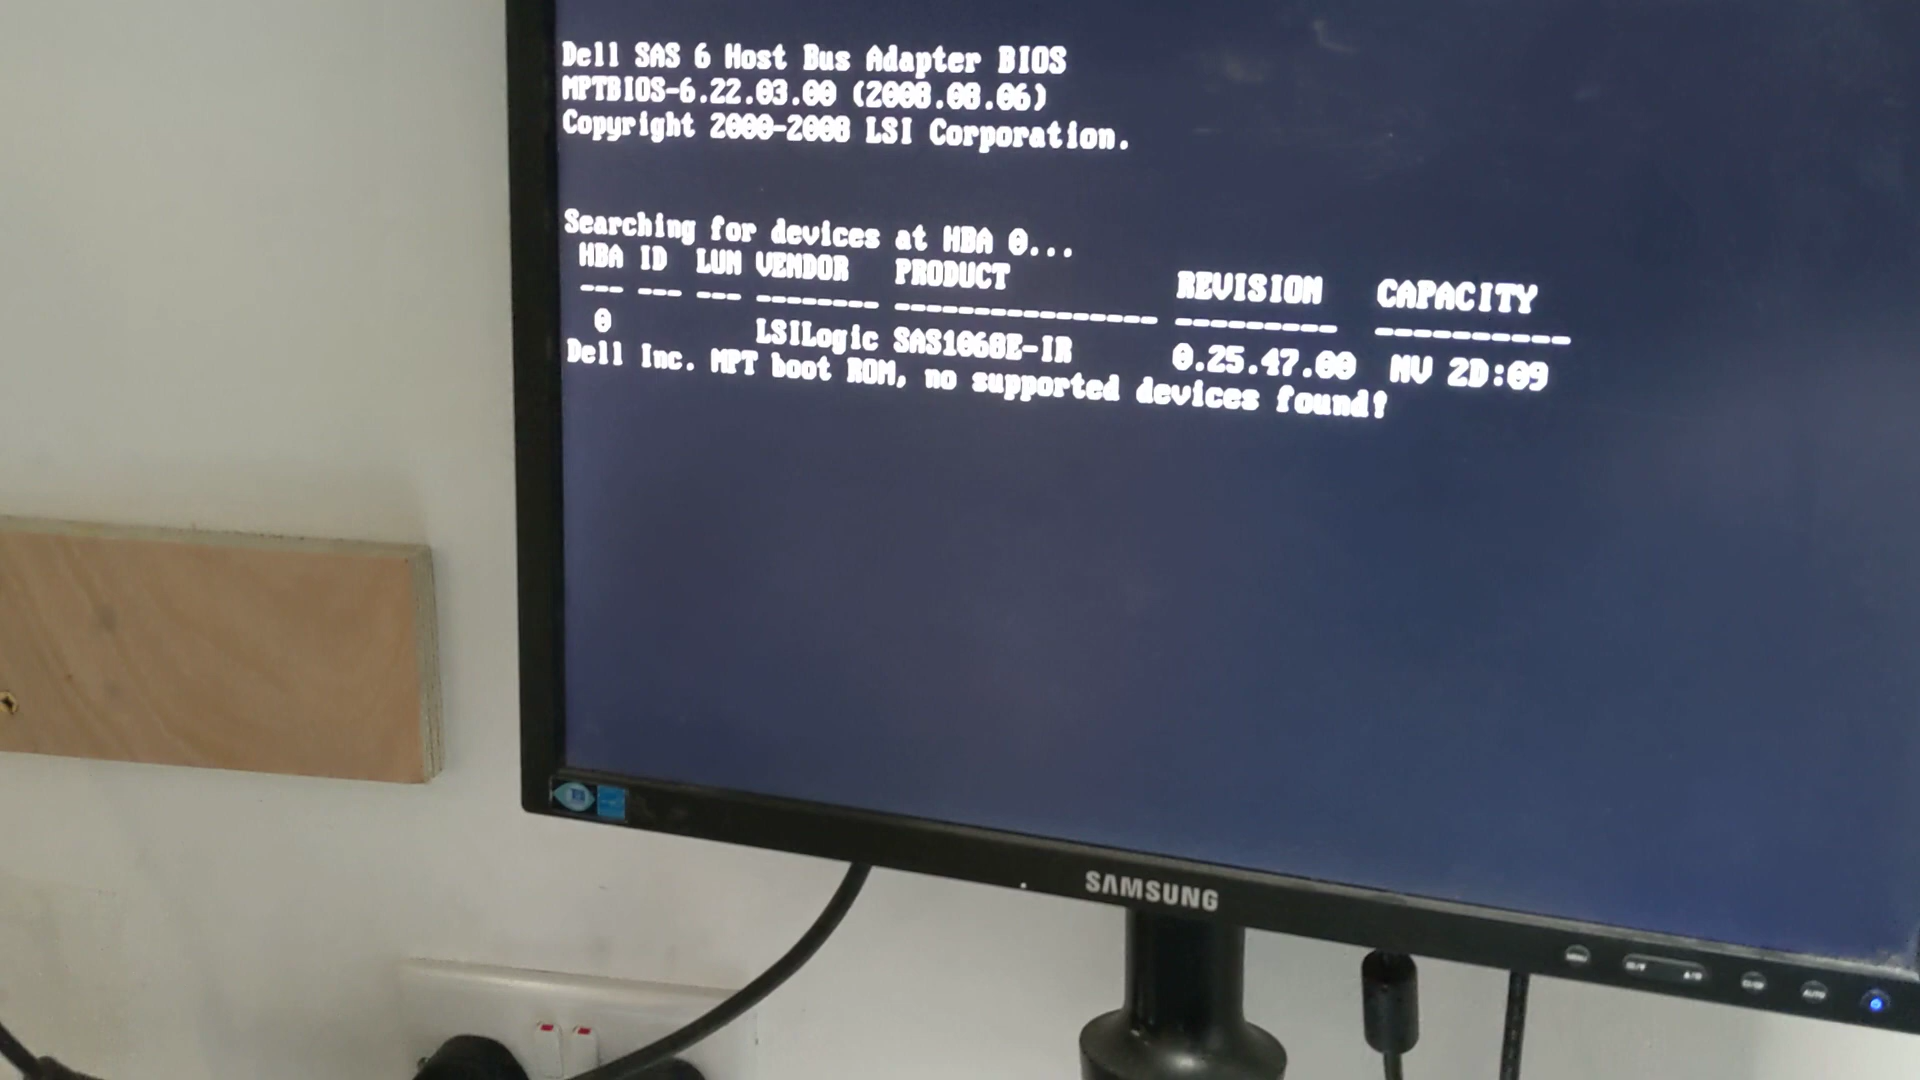 Dell SAS 6 Host Bus Adapter BIOS
MPTBIOS-6.22.03.00 (2008.08.06)
Copyright 2000-2008 LSI Corporation.
Searching for devices at HBA 0...
HBA ID LUN VENDOR PRODUCT REVISION CAPACITY
--- --- --- -------- ---------------- --------- ----------
0 LSILogic SAS1068E-IR 0.25.47.00 NV 2D:09
Dell Inc. MPT boot ROM, no supported devices found!
SAMSUNG
MENU
AUTO